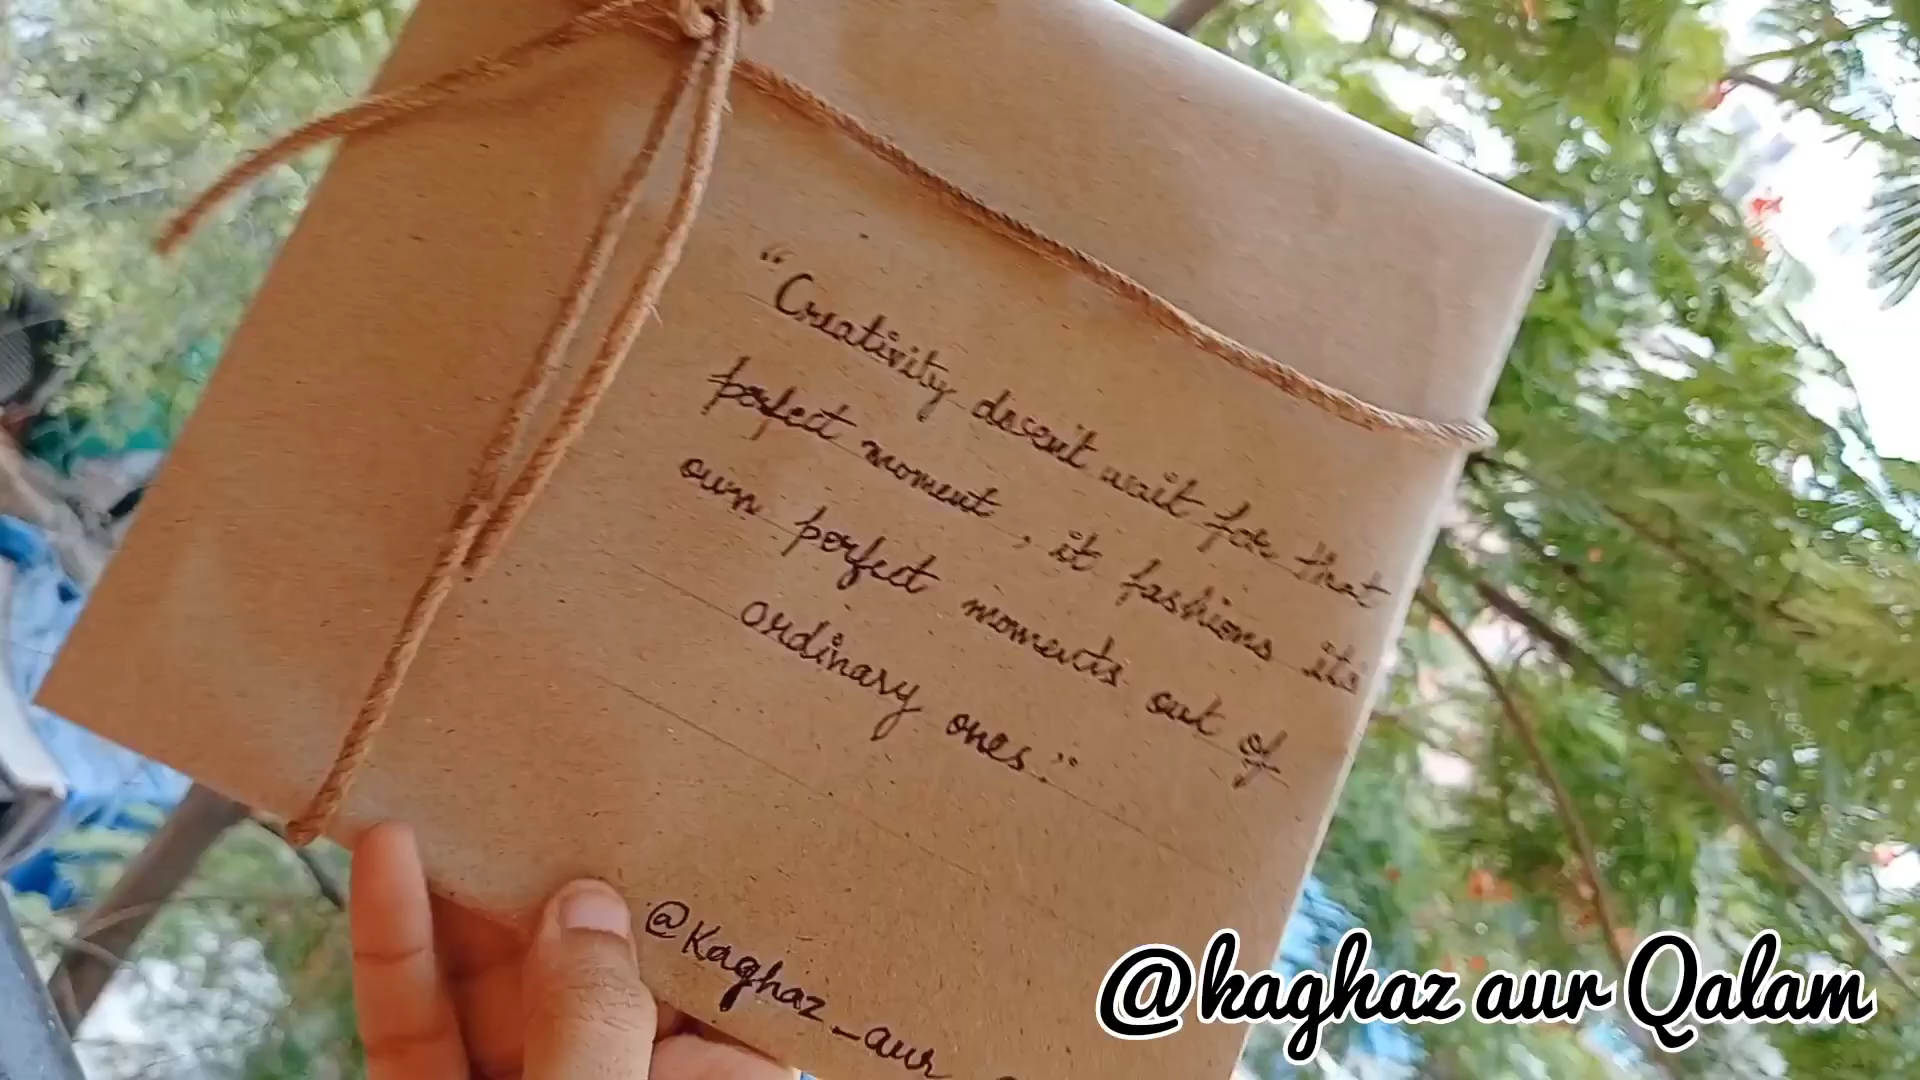 “Creativity doesn't wait for that
perfect moment, it fashions its
own perfect moments out of
ordinary ones.”
@Kaghaz_aur
@kaghaz aur Qalam